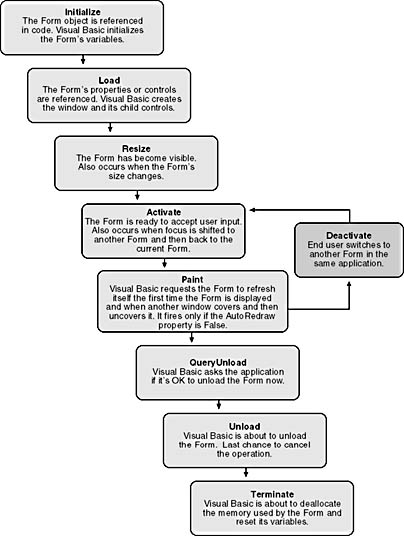 Initialize
The Form object is referenced
in code. Visual Basic initializes
the Form's variables.
Load
The Form's properties or controls
are referenced. Visual Basic creates
the window and its child controls.
Resize
The Form has become visible.
Also occurs when the Form's
size changes.
Activate
The Form is ready to accept user input.
Also occurs when focus is shifted to
another Form and then back to the
current Form.
Deactivate
End user switches to
another Form in the
same application.
Paint
Visual Basic requests the Form to refresh
itself the first time the Form is displayed
and when another window covers and then
uncovers it. It fires only if the AutoRedraw
property is False.
QueryUnload
Visual Basic asks the application
if it's OK to unload the Form now.
Unload
Visual Basic is about to unload
the Form. Last chance to cancel
the operation.
Terminate
Visual Basic is about to deallocate
the memory used by the Form and
reset its variables.